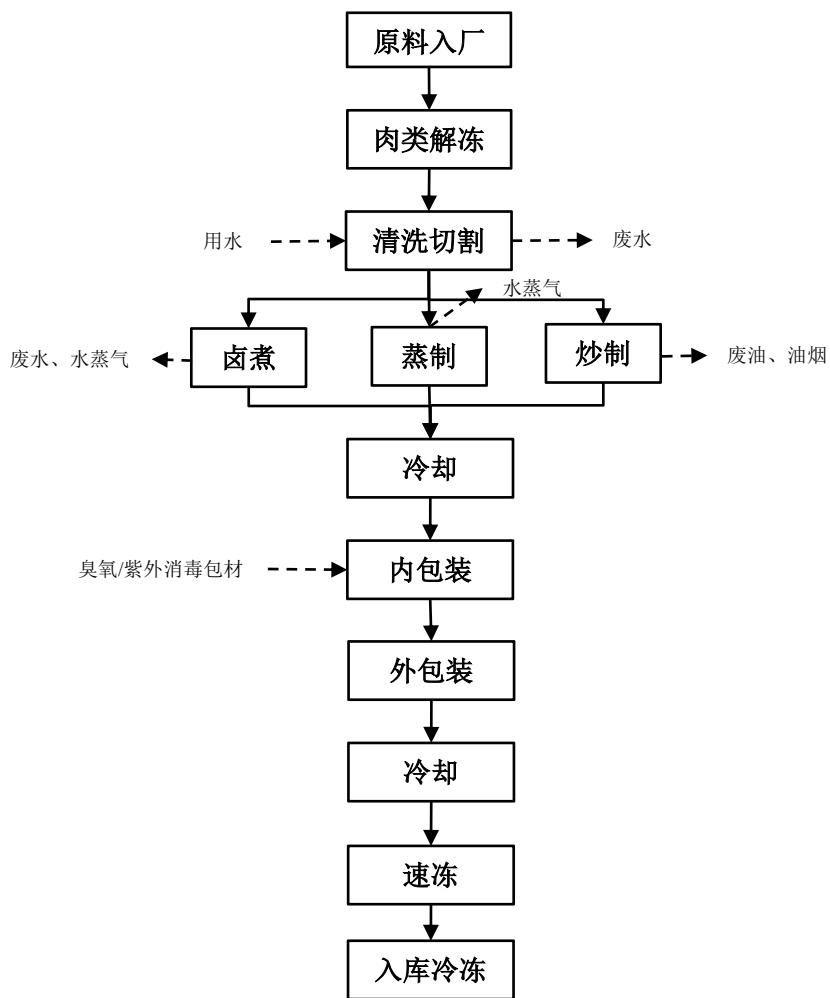 原料入厂
肉类解冻
用水
清洗切割
废水
水蒸气
废水、水蒸气
卤煮
蒸制
炒制
废油、油烟
冷却
臭氧/紫外消毒包材
内包装
外包装
冷却
速冻
入库冷冻